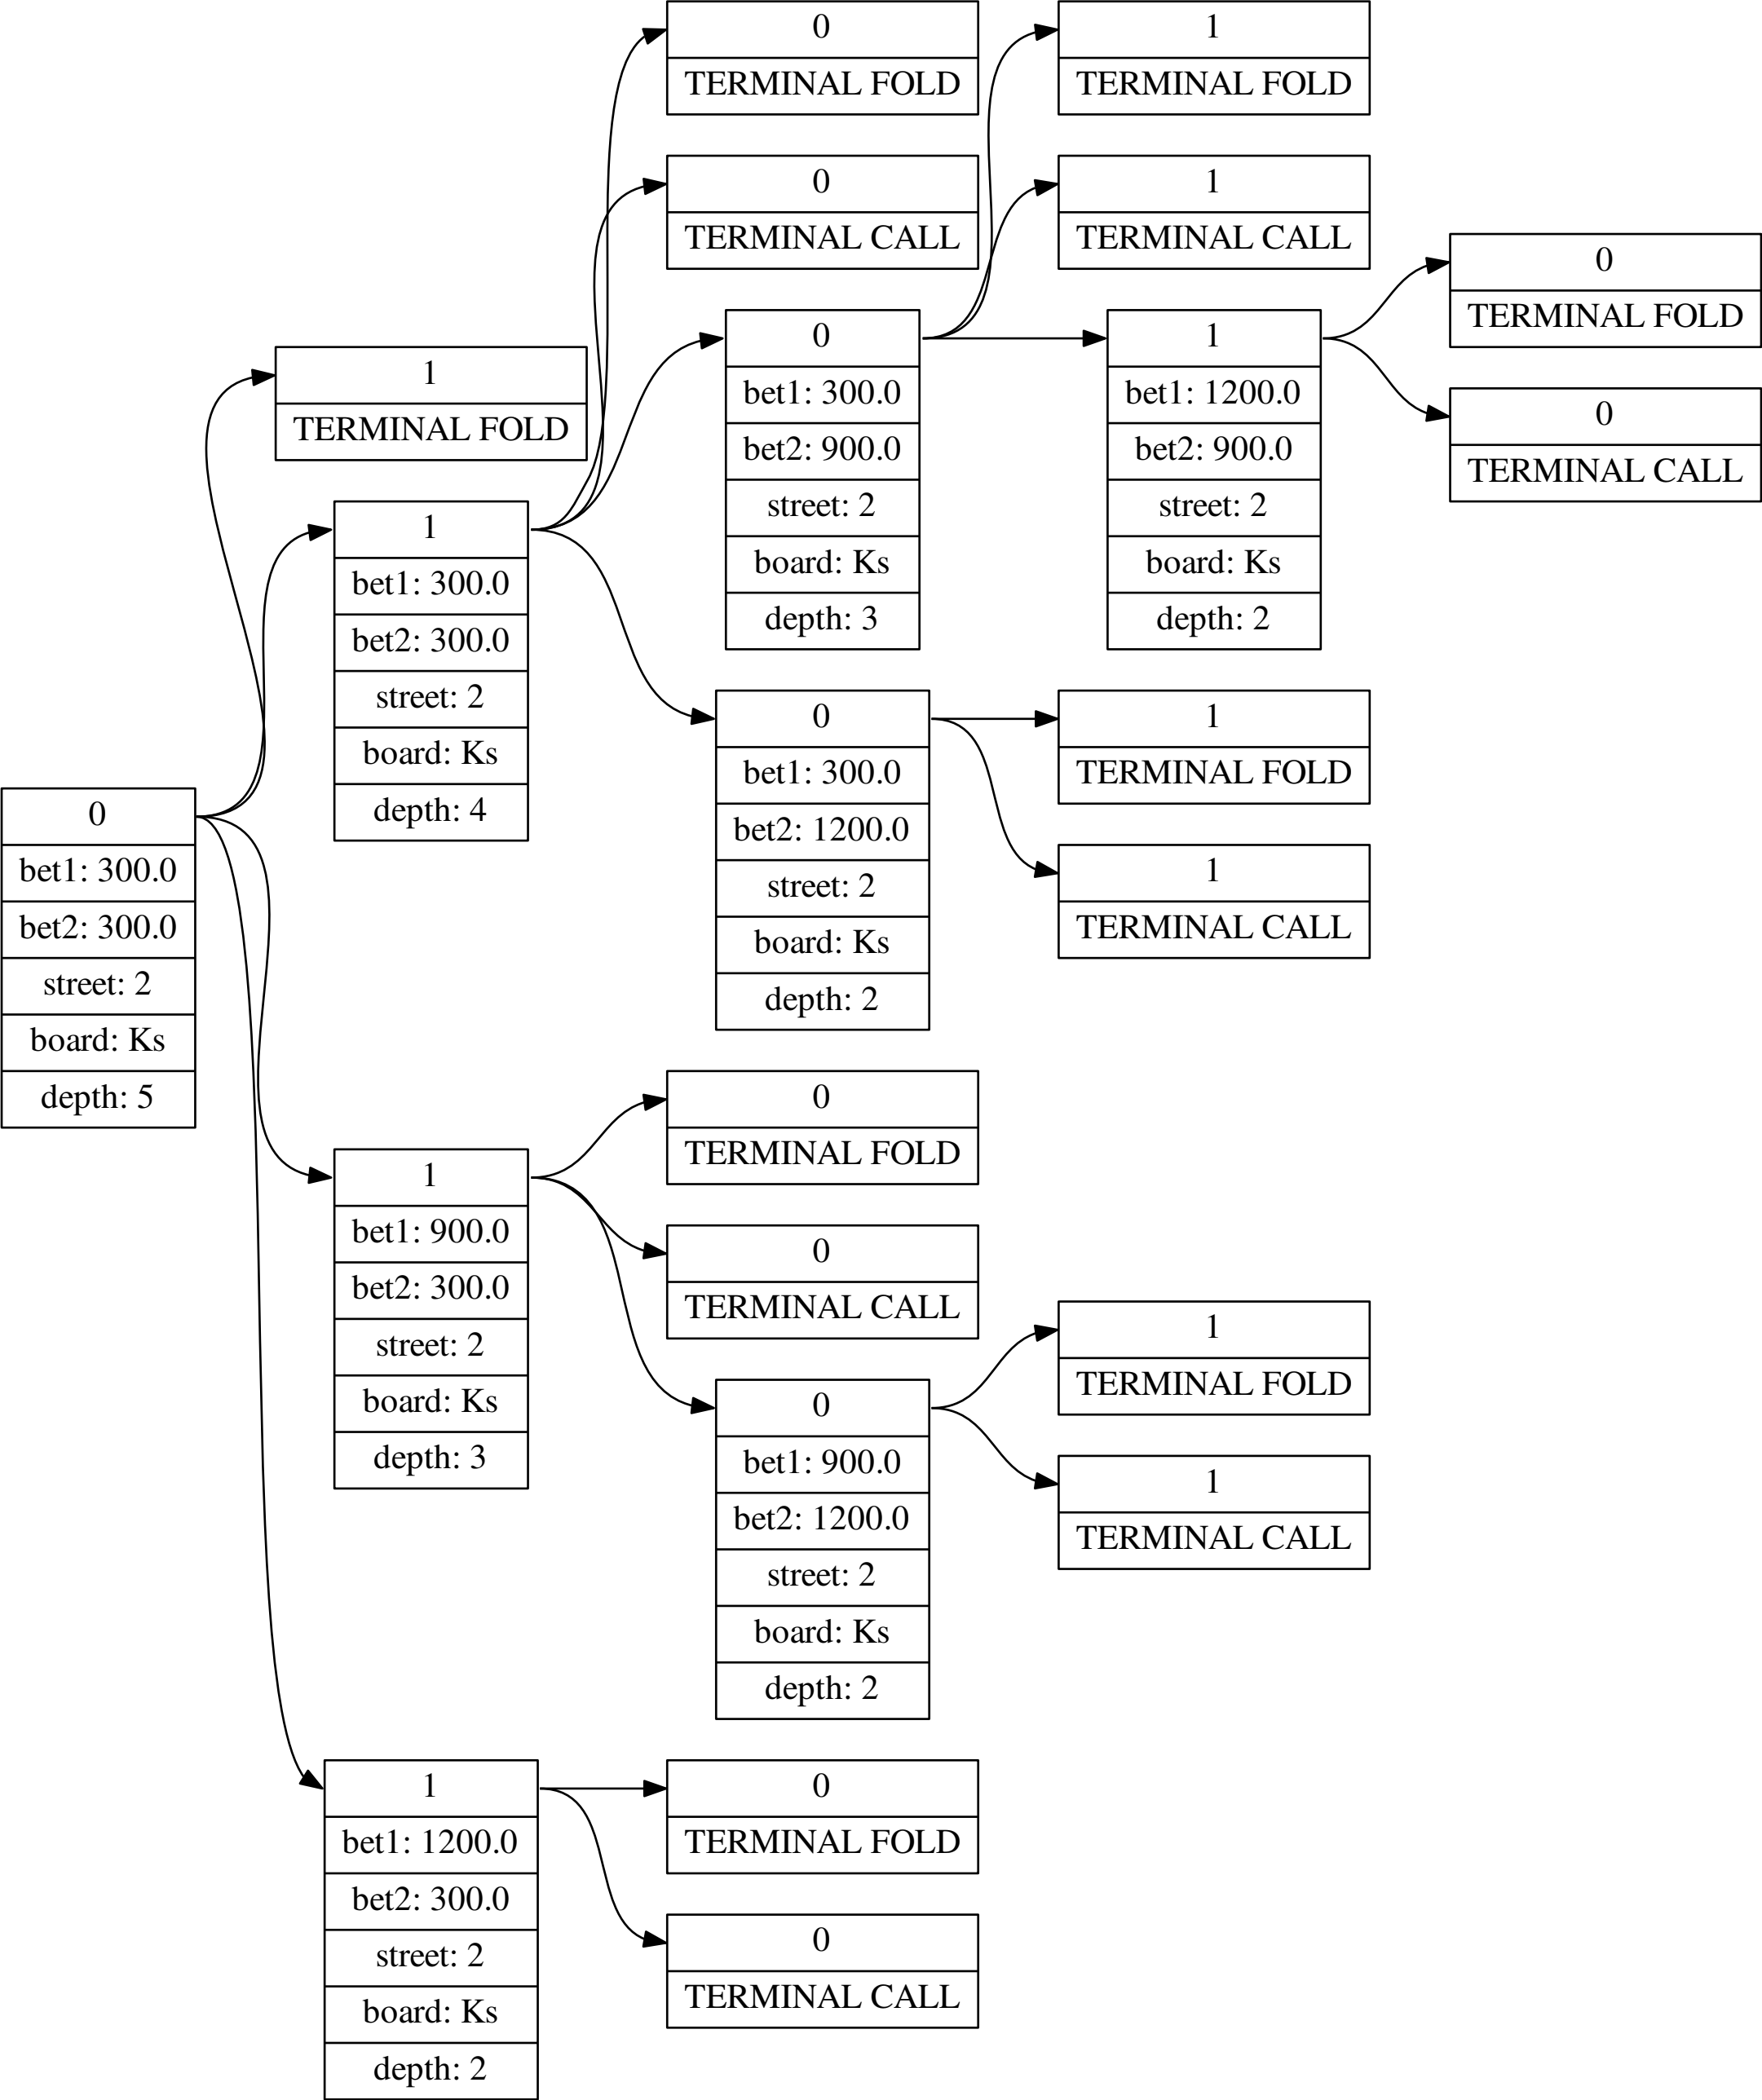 0
TERMINAL FOLD
1
TERMINAL FOLD
0
TERMINAL CALL
1
TERMINAL CALL
0
TERMINAL FOLD
0
bet1: 300.0
bet2: 900.0
street: 2
board: Ks
depth: 3
1
bet1: 1200.0
bet2: 900.0
street: 2
board: Ks
depth: 2
1
TERMINAL FOLD
0
TERMINAL CALL
1
bet1: 300.0
bet2: 300.0
street: 2
board: Ks
depth: 4
0
bet1: 300.0
bet2: 1200.0
street: 2
board: Ks
depth: 2
1
TERMINAL FOLD
1
TERMINAL CALL
0
bet1: 300.0
bet2: 300.0
street: 2
board: Ks
depth: 5
0
TERMINAL FOLD
1
bet1: 900.0
bet2: 300.0
street: 2
board: Ks
depth: 3
0
TERMINAL CALL
1
TERMINAL FOLD
0
bet1: 900.0
bet2: 1200.0
street: 2
board: Ks
depth: 2
1
TERMINAL CALL
1
bet1: 1200.0
bet2: 300.0
street: 2
board: Ks
depth: 2
0
TERMINAL FOLD
0
TERMINAL CALL